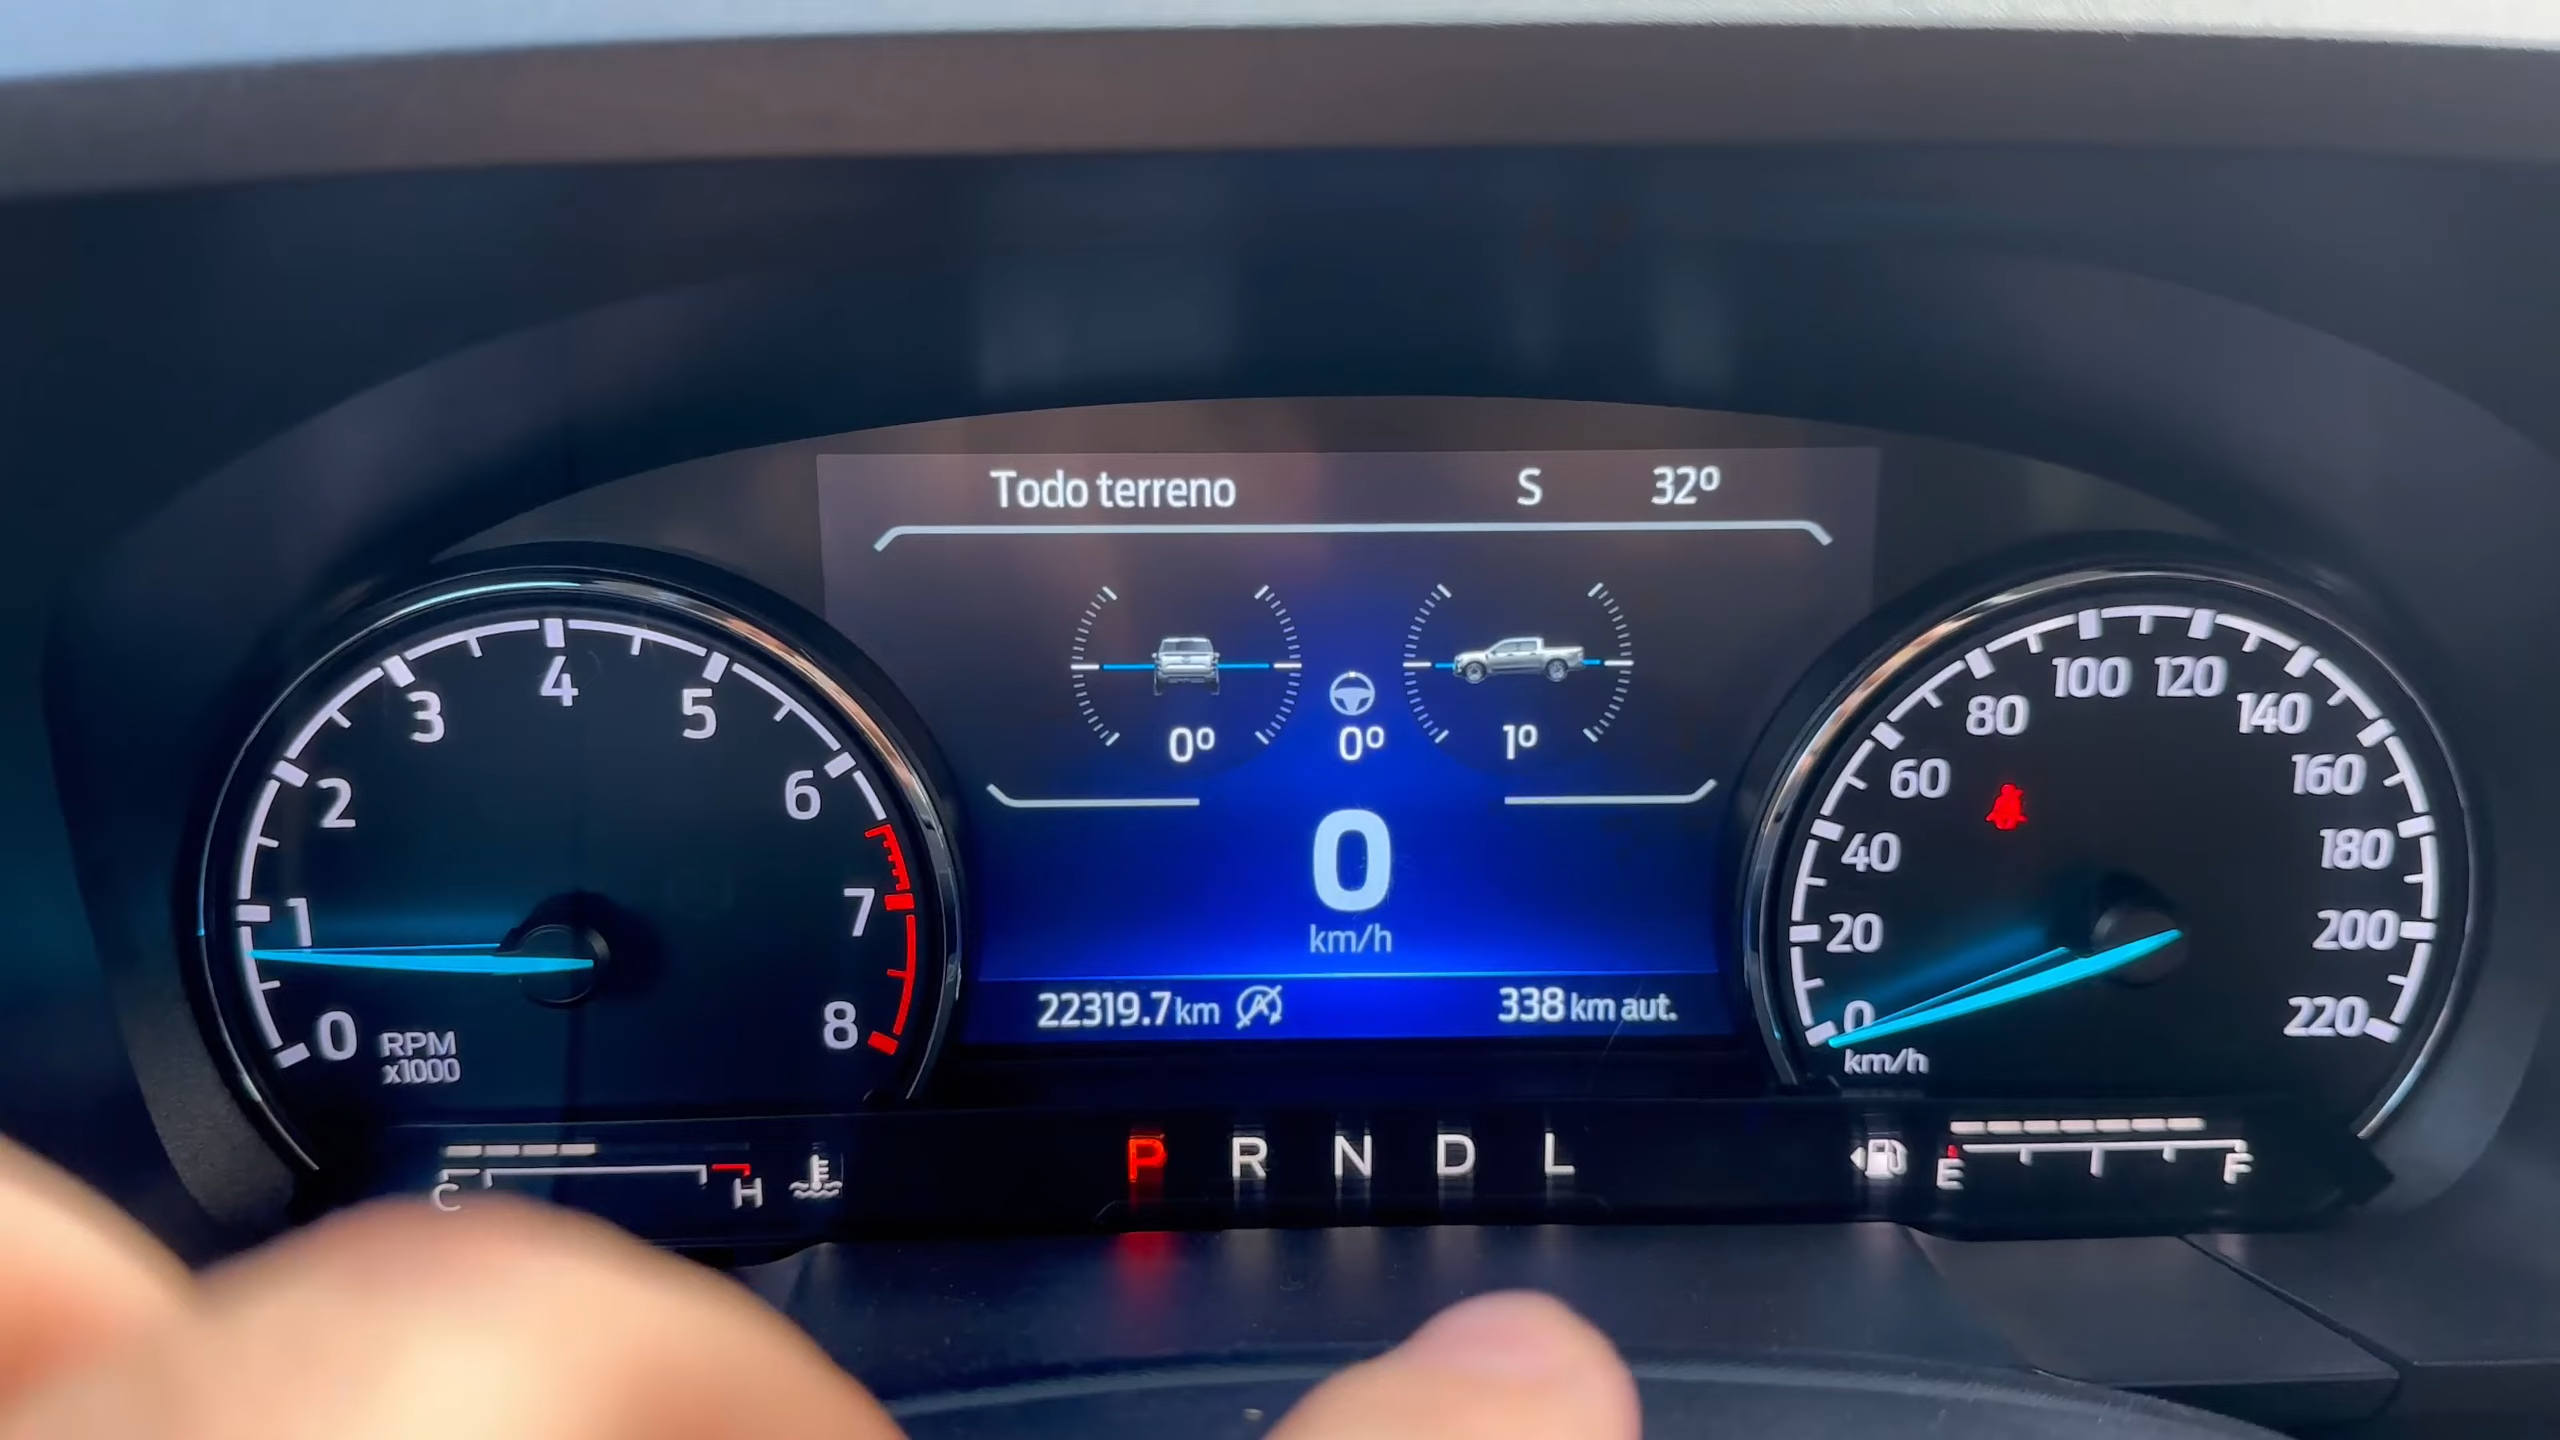 Todo terreno S 32º
0º 0º 1º
0
km/h
22319.7 km A 338 km aut.
0 1 2 3 4 5 6 7 8
RPM
x1000
0 20 40 60 80 100 120 140 160 180 200 220
km/h
C H
P R N D L
E F